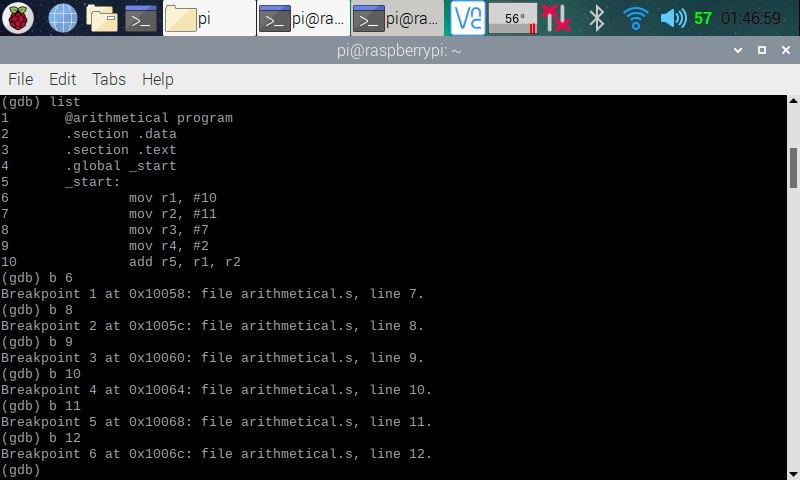 pi
pi@ra...
pi@ra...
56°
57
01:46:59
pi@raspberrypi: ~
File Edit Tabs Help
(gdb) list
1 @arithmetical program
2 .section .data
3 .section .text
4 .global _start
5 _start:
6 mov r1, #10
7 mov r2, #11
8 mov r3, #7
9 mov r4, #2
10 add r5, r1, r2
(gdb) b 6
Breakpoint 1 at 0x10058: file arithmetical.s, line 7.
(gdb) b 8
Breakpoint 2 at 0x1005c: file arithmetical.s, line 8.
(gdb) b 9
Breakpoint 3 at 0x10060: file arithmetical.s, line 9.
(gdb) b 10
Breakpoint 4 at 0x10064: file arithmetical.s, line 10.
(gdb) b 11
Breakpoint 5 at 0x10068: file arithmetical.s, line 11.
(gdb) b 12
Breakpoint 6 at 0x1006c: file arithmetical.s, line 12.
(gdb)